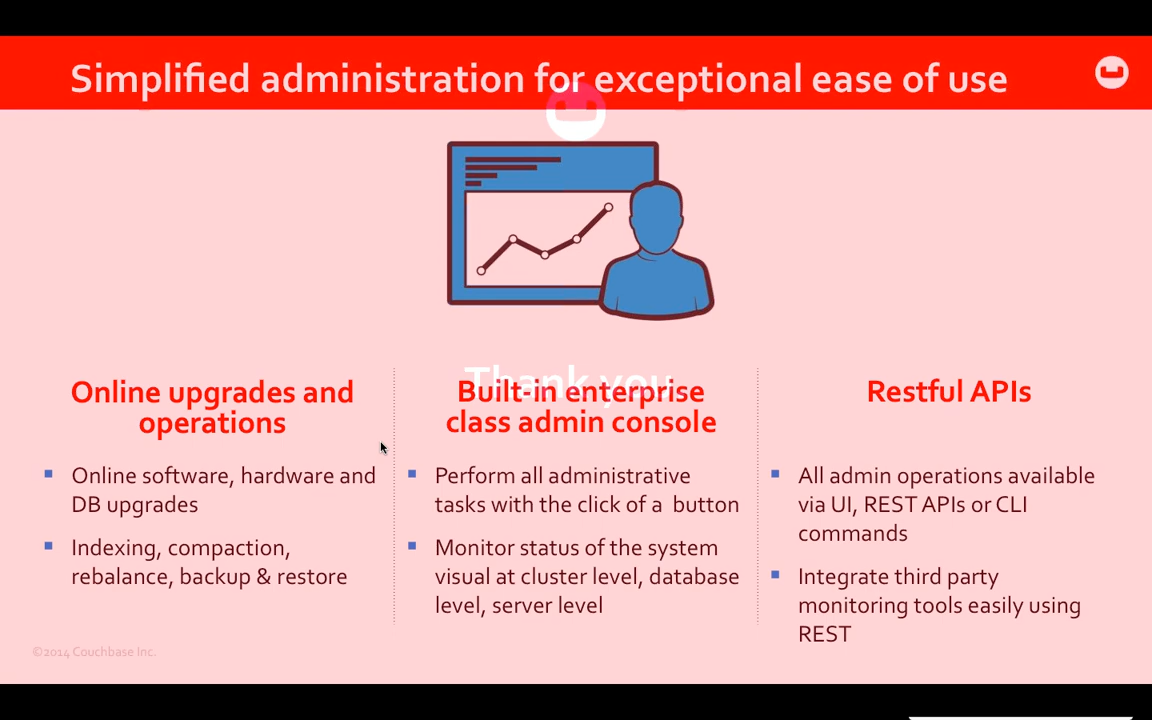 Simplified administration for exceptional ease of use
Thank you
Online upgrades and
operations
Online software, hardware and
DB upgrades
Indexing, compaction,
rebalance, backup & restore
Built-in enterprise
class admin console
Perform all administrative
tasks with the click of a  button
Monitor status of the system
visual at cluster level, database
level, server level
Restful APIs
All admin operations available
via UI, REST APIs or CLI
commands
Integrate third party
monitoring tools easily using
REST
©2014 Couchbase Inc.